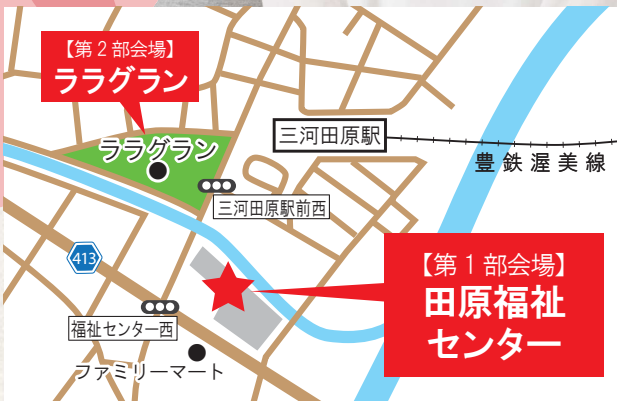 【第2部会場】
ララグラン
ララグラン
三河田原駅
豊鉄渥美線
三河田原駅前西
413
【第1部会場】
田原福祉
センター
福祉センター西
ファミリーマート